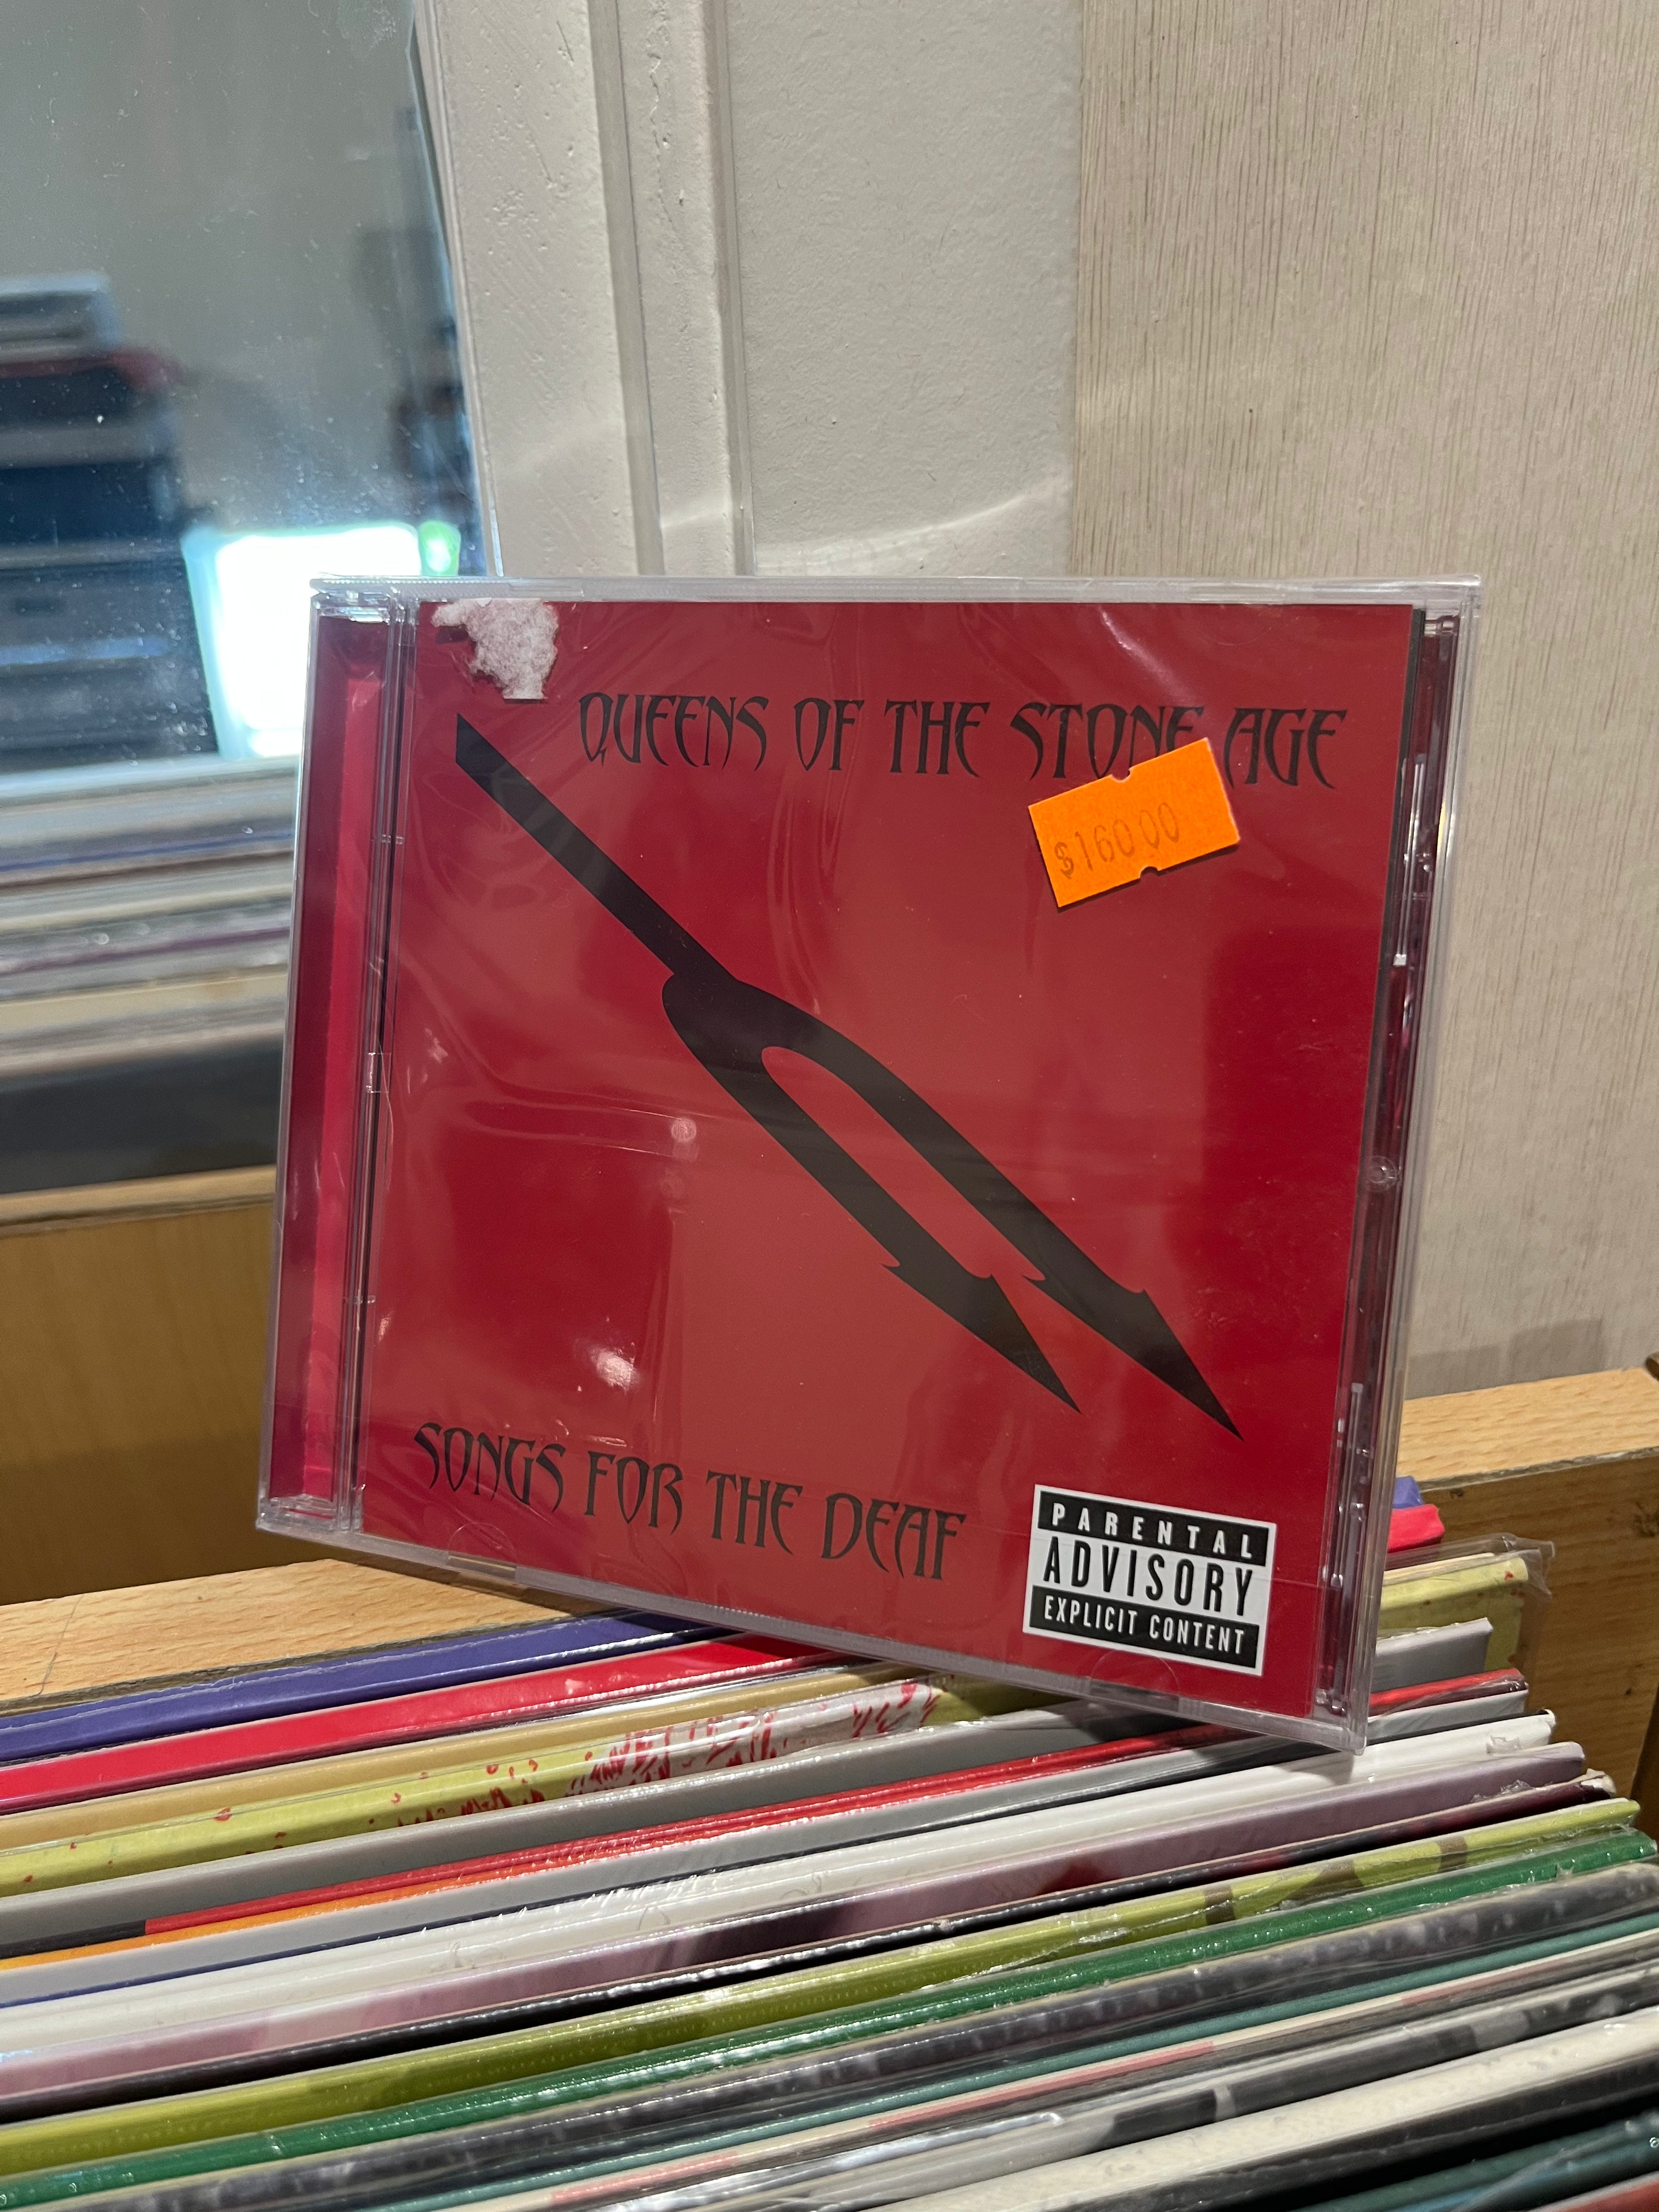 QUEENS OF THE STONE AGE
$160.00
SONGS FOR THE DEAF
PARENTAL
ADVISORY
EXPLICIT CONTENT